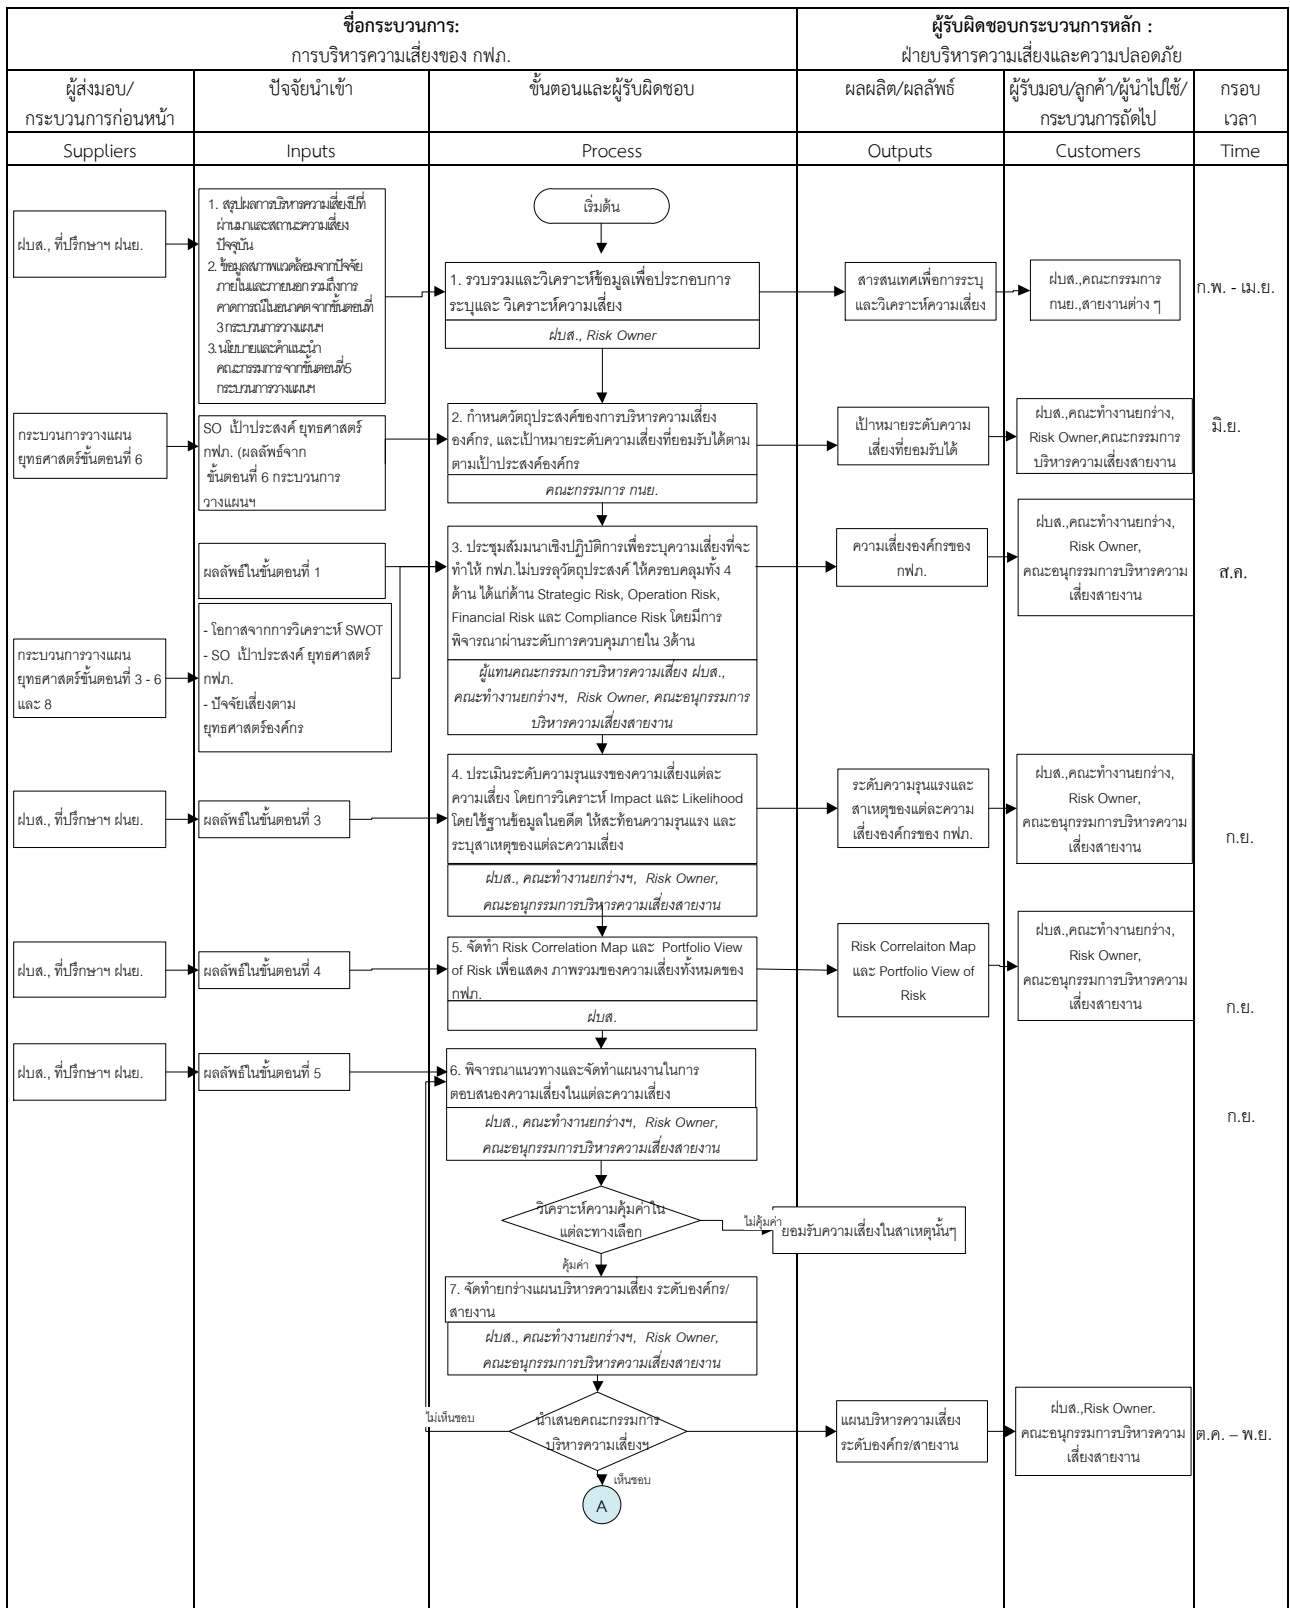 ชื่อกระบวนการ:
การบริหารความเสี่ยงของ กฟภ.
ผู้รับผิดชอบกระบวนการหลัก :
ฝ่ายบริหารความเสี่ยงและความปลอดภัย
ผู้ส่งมอบ/
กระบวนการก่อนหน้า
ปัจจัยนำเข้า
ขั้นตอนและผู้รับผิดชอบ
ผลผลิต/ผลลัพธ์
ผู้รับมอบ/ลูกค้า/ผู้นำไปใช้/
กระบวนการถัดไป
กรอบ
เวลา
Suppliers
Inputs
Process
Outputs
Customers
Time
เริ่มต้น
ฝบส., ที่ปรึกษาฯ ฝนย.
1. สรุปผลการบริหารความเสี่ยงปีที่
ผ่านมาและสถานะความเสี่ยง
ปัจจุบัน
2. ข้อมูลสภาพแวดล้อมจากปัจจัย
ภายในและภายนอก รวมถึงการ
คาดการณ์ในอนาคต จากขั้นตอนที่
3 กระบวนการวางแผนฯ
3. นโยบายและคำแนะนำ
คณะกรรมการ จากขั้นตอนที่5
กระบวนการวางแผนฯ
1. รวบรวมและวิเคราะห์ข้อมูลเพื่อประกอบการ
ระบุและ วิเคราะห์ความเสี่ยง
ฝบส., Risk Owner
สารสนเทศเพื่อการระบุ
และวิเคราะห์ความเสี่ยง
ฝบส.,คณะกรรมการ
กนย.,สายงานต่าง ๆ
ก.พ. - เม.ย.
กระบวนการวางแผน
ยุทธศาสตร์ขั้นตอนที่ 6
SO เป้าประสงค์ ยุทธศาสตร์
กฟภ. (ผลลัพธ์จาก
ขั้นตอนที่ 6 กระบวนการ
วางแผนฯ
2. กำหนดวัตถุประสงค์ของการบริหารความเสี่ยง
องค์กร, และเป้าหมายระดับความเสี่ยงที่ยอมรับได้ตาม
ตามเป้าประสงค์องค์กร
คณะกรรมการ กนย.
เป้าหมายระดับความ
เสี่ยงที่ยอมรับได้
ฝบส.,คณะทำงานยกร่าง,
Risk Owner,คณะกรรมการ
บริหารความเสี่ยงสายงาน
มิ.ย.
ผลลัพธ์ในขั้นตอนที่ 1
3. ประชุมสัมมนาเชิงปฏิบัติการเพื่อระบุความเสี่ยงที่จะ
ทำให้ กฟภ.ไม่บรรลุวัตถุประสงค์ ให้ครอบคลุมทั้ง 4
ด้าน ได้แก่ด้าน Strategic Risk, Operation Risk,
Financial Risk และ Compliance Risk โดยมีการ
พิจารณาผ่านระดับการควบคุมภายใน 3ด้าน
ผู้แทนคณะกรรมการบริหารความเสี่ยง ฝบส.,
คณะทำงานยกร่างฯ, Risk Owner, คณะอนุกรรมการ
บริหารความเสี่ยงสายงาน
ความเสี่ยงองค์กรของ
กฟภ.
ฝบส.,คณะทำงานยกร่าง,
Risk Owner,
คณะอนุกรรมการบริหารความ
เสี่ยงสายงาน
ส.ค.
กระบวนการวางแผน
ยุทธศาสตร์ขั้นตอนที่ 3 - 6
และ 8
- โอกาสจากการวิเคราะห์ SWOT
- SO เป้าประสงค์ ยุทธศาสตร์
กฟภ.
- ปัจจัยเสี่ยงตาม
ยุทธศาสตร์องค์กร
ฝบส., ที่ปรึกษาฯ ฝนย.
ผลลัพธ์ในขั้นตอนที่ 3
4. ประเมินระดับความรุนแรงของความเสี่ยงแต่ละ
ความเสี่ยง โดยการวิเคราะห์ Impact และ Likelihood
โดยใช้ฐานข้อมูลในอดีต ให้สะท้อนความรุนแรง และ
ระบุสาเหตุของแต่ละความเสี่ยง
ฝบส., คณะทำงานยกร่างฯ, Risk Owner,
คณะอนุกรรมการบริหารความเสี่ยงสายงาน
ระดับความรุนแรงและ
สาเหตุของแต่ละความ
เสี่ยงองค์กรของ กฟภ.
ฝบส.,คณะทำงานยกร่าง,
Risk Owner,
คณะอนุกรรมการบริหารความ
เสี่ยงสายงาน
ก.ย.
ฝบส., ที่ปรึกษาฯ ฝนย.
ผลลัพธ์ในขั้นตอนที่ 4
5. จัดทำ Risk Correlation Map และ Portfolio View
of Risk เพื่อแสดง ภาพรวมของความเสี่ยงทั้งหมดของ
กฟภ.
ฝบส.
Risk Correlaiton Map
และ Portfolio View of
Risk
ฝบส.,คณะทำงานยกร่าง,
Risk Owner,
คณะอนุกรรมการบริหารความ
เสี่ยงสายงาน
ก.ย.
ฝบส., ที่ปรึกษาฯ ฝนย.
ผลลัพธ์ในขั้นตอนที่ 5
6. พิจารณาแนวทางและจัดทำแผนงานในการ
ตอบสนองความเสี่ยงในแต่ละความเสี่ยง
ฝบส., คณะทำงานยกร่างฯ, Risk Owner,
คณะอนุกรรมการบริหารความเสี่ยงสายงาน
ก.ย.
วิเคราะห์ความคุ้มค่าใน
แต่ละทางเลือก
ไม่คุ้มค่า
ยอมรับความเสี่ยงในสาเหตุนั้นๆ
คุ้มค่า
7. จัดทำยกร่างแผนบริหารความเสี่ยง ระดับองค์กร/
สายงาน
ฝบส., คณะทำงานยกร่างฯ, Risk Owner,
คณะอนุกรรมการบริหารความเสี่ยงสายงาน
ไม่เห็นชอบ
นำเสนอคณะกรรมการ
บริหารความเสี่ยงฯ
แผนบริหารความเสี่ยง
ระดับองค์กร/สายงาน
ฝบส.,Risk Owner.
คณะอนุกรรมการบริหารความ
เสี่ยงสายงาน
ต.ค. – พ.ย.
เห็นชอบ
A